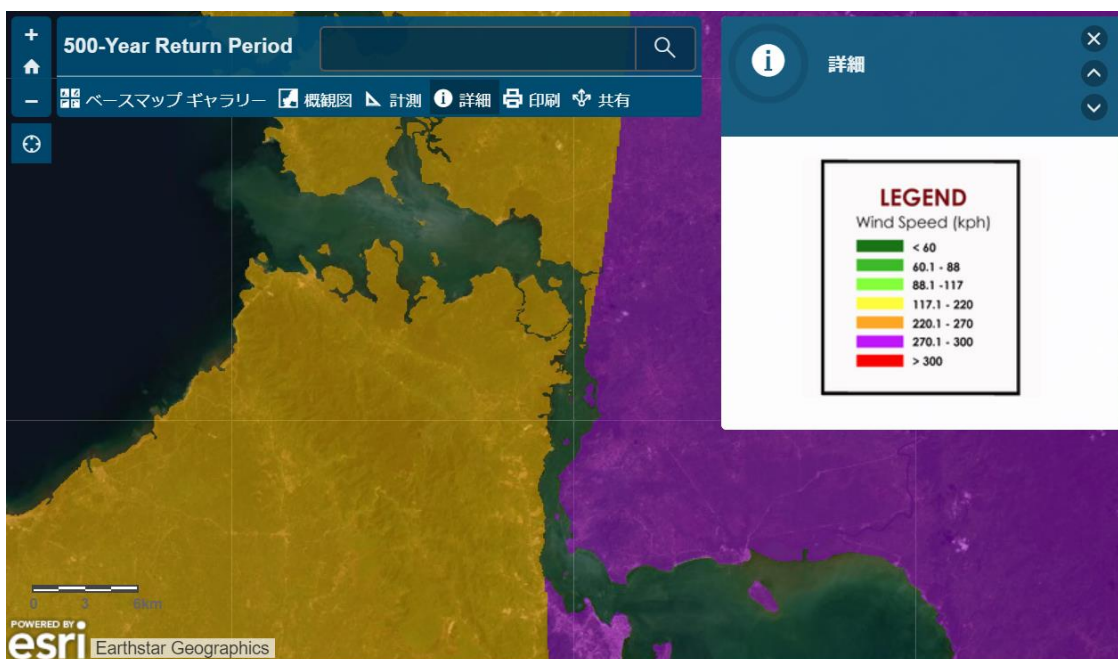 +
500-Year Return Period
−
ベースマップ ギャラリー 概観図 計測 詳細 印刷 共有
詳細
LEGEND
Wind Speed (kph)
< 60
60.1 - 88
88.1 -117
117.1 - 220
220.1 - 270
270.1 - 300
> 300
0 3 6km
POWERED BY
esri
Earthstar Geographics